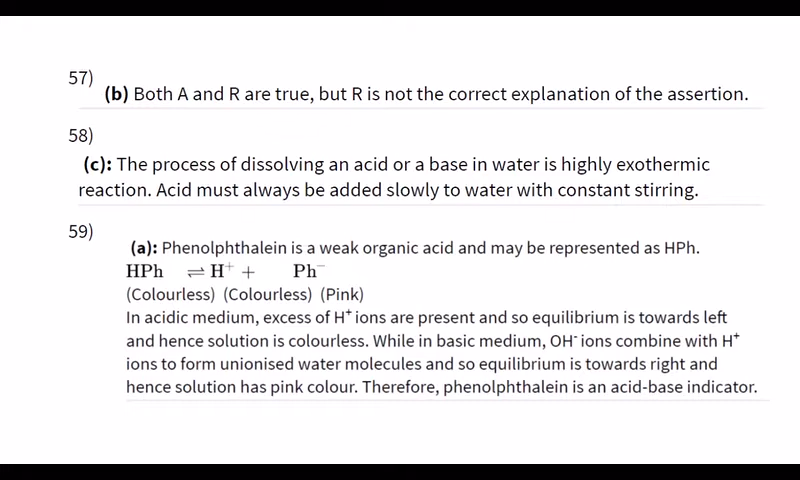 57)
(b) Both A and R are true, but R is not the correct explanation of the assertion.
58)
(c): The process of dissolving an acid or a base in water is highly exothermic
reaction. Acid must always be added slowly to water with constant stirring.
59)
(a): Phenolphthalein is a weak organic acid and may be represented as HPh.
HPh ⇌ H⁺ + Ph⁻
(Colourless) (Colourless) (Pink)
In acidic medium, excess of H⁺ ions are present and so equilibrium is towards left
and hence solution is colourless. While in basic medium, OH⁻ ions combine with H⁺
ions to form unionised water molecules and so equilibrium is towards right and
hence solution has pink colour. Therefore, phenolphthalein is an acid-base indicator.